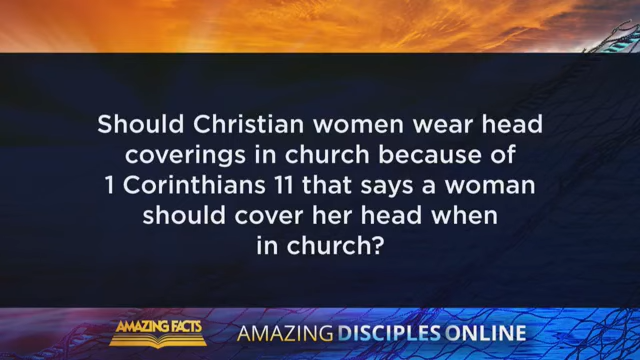 Should Christian women wear head
coverings in church because of
1 Corinthians 11 that says a woman
should cover her head when
in church?
AMAZING FACTS
AMAZING DISCIPLES ONLINE